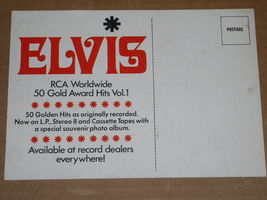 ELVIS
POSTAGE
RCA Worldwide
50 Gold Award Hits Vol.1
50 Golden Hits as originally recorded.
Now on L.P., Stereo 8 and Cassette Tapes with
a special souvenir photo album.
Available at record dealers
everywhere!